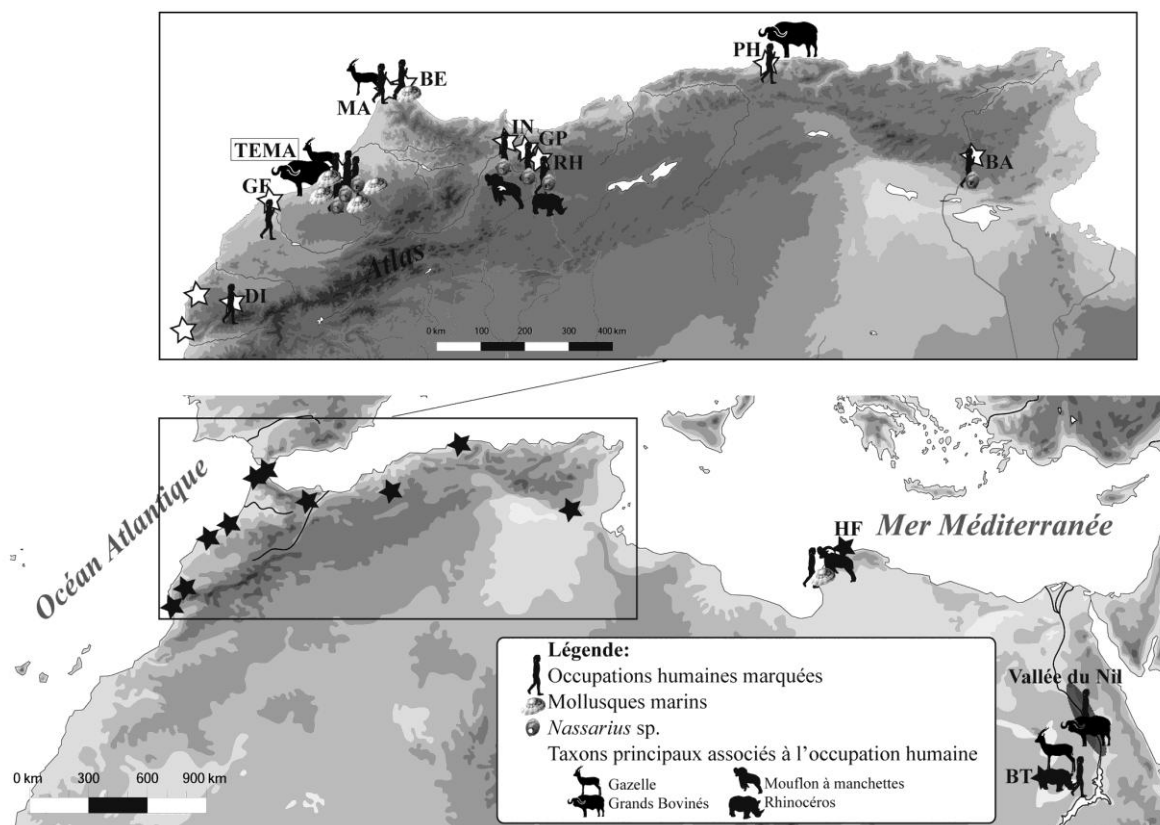 PH
BE
MA
IN
GP
TEMA
RH
BA
GF
Atlas
DI
0 km 100 200 300 400 km
Océan Atlantique
HF
Mer Méditerranée
Légende:
Occupations humaines marquées
Mollusques marins
Nassarius sp.
Taxons principaux associés à l'occupation humaine
Gazelle
Mouflon à manchettes
Grands Bovinés
Rhinocéros
Vallée du Nil
BT
0 km 300 600 900 km